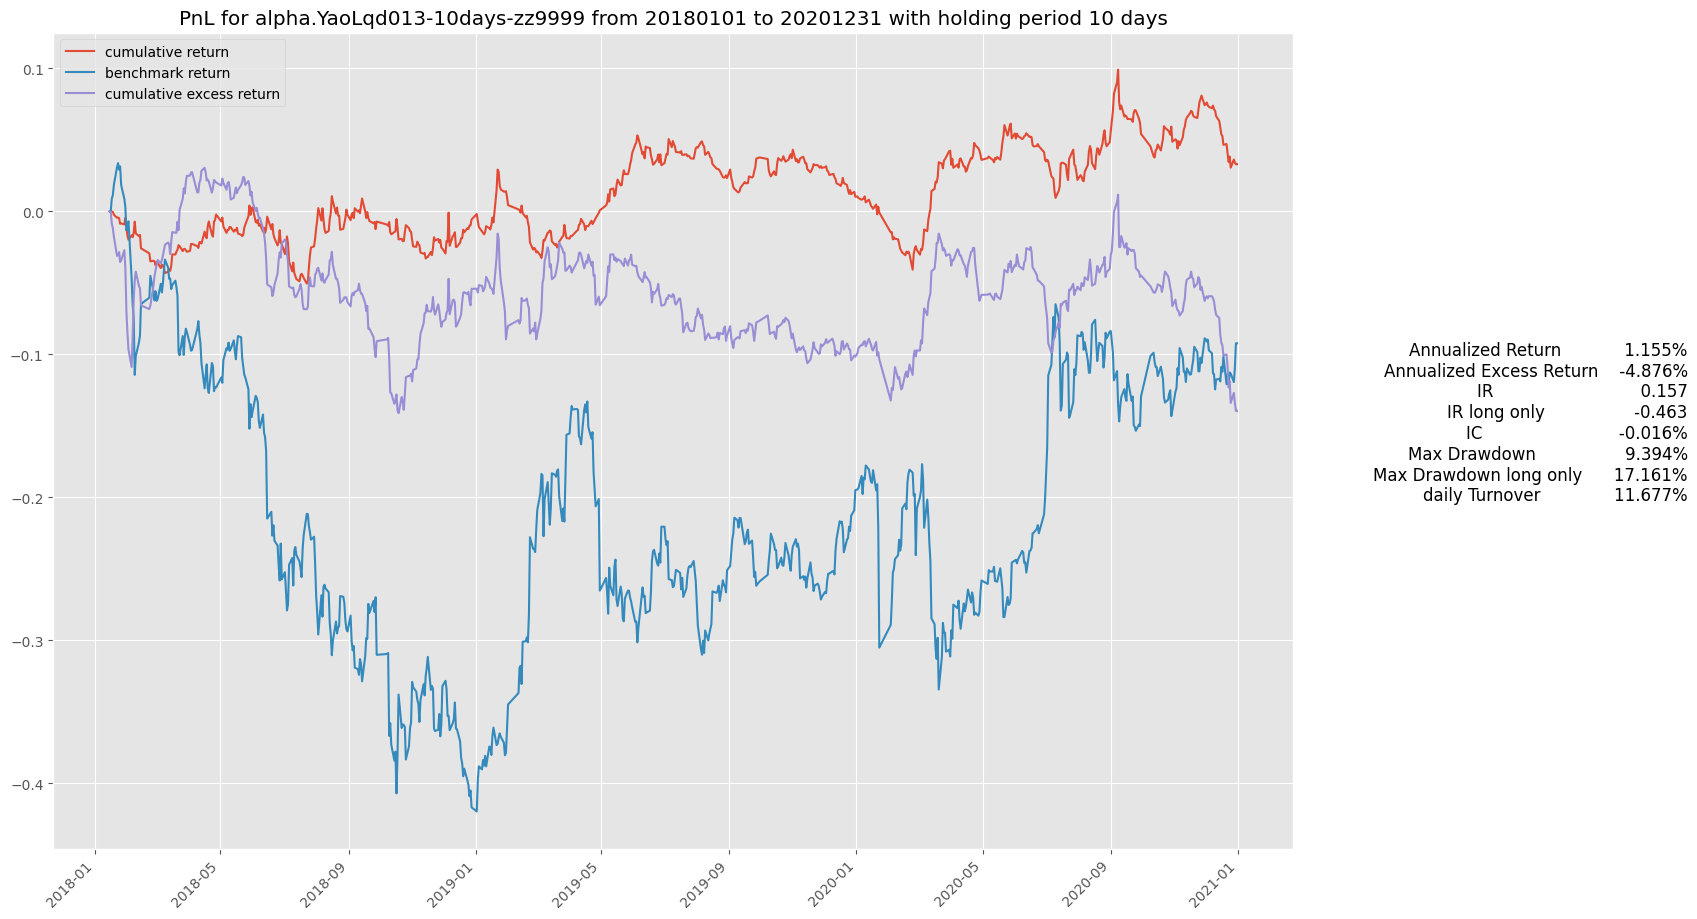 PnL for alpha.YaoLqd013-10days-zz9999 from 20180101 to 20201231 with holding period 10 days
cumulative return
benchmark return
cumulative excess return
0.1
0.0
−0.1
−0.2
−0.3
−0.4
2018-01
2018-05
2018-09
2019-01
2019-05
2019-09
2020-01
2020-05
2020-09
2021-01
Annualized Return 1.155%
Annualized Excess Return -4.876%
IR 0.157
IR long only -0.463
IC -0.016%
Max Drawdown 9.394%
Max Drawdown long only 17.161%
daily Turnover 11.677%